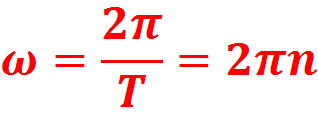 ω = 2π/T = 2πn